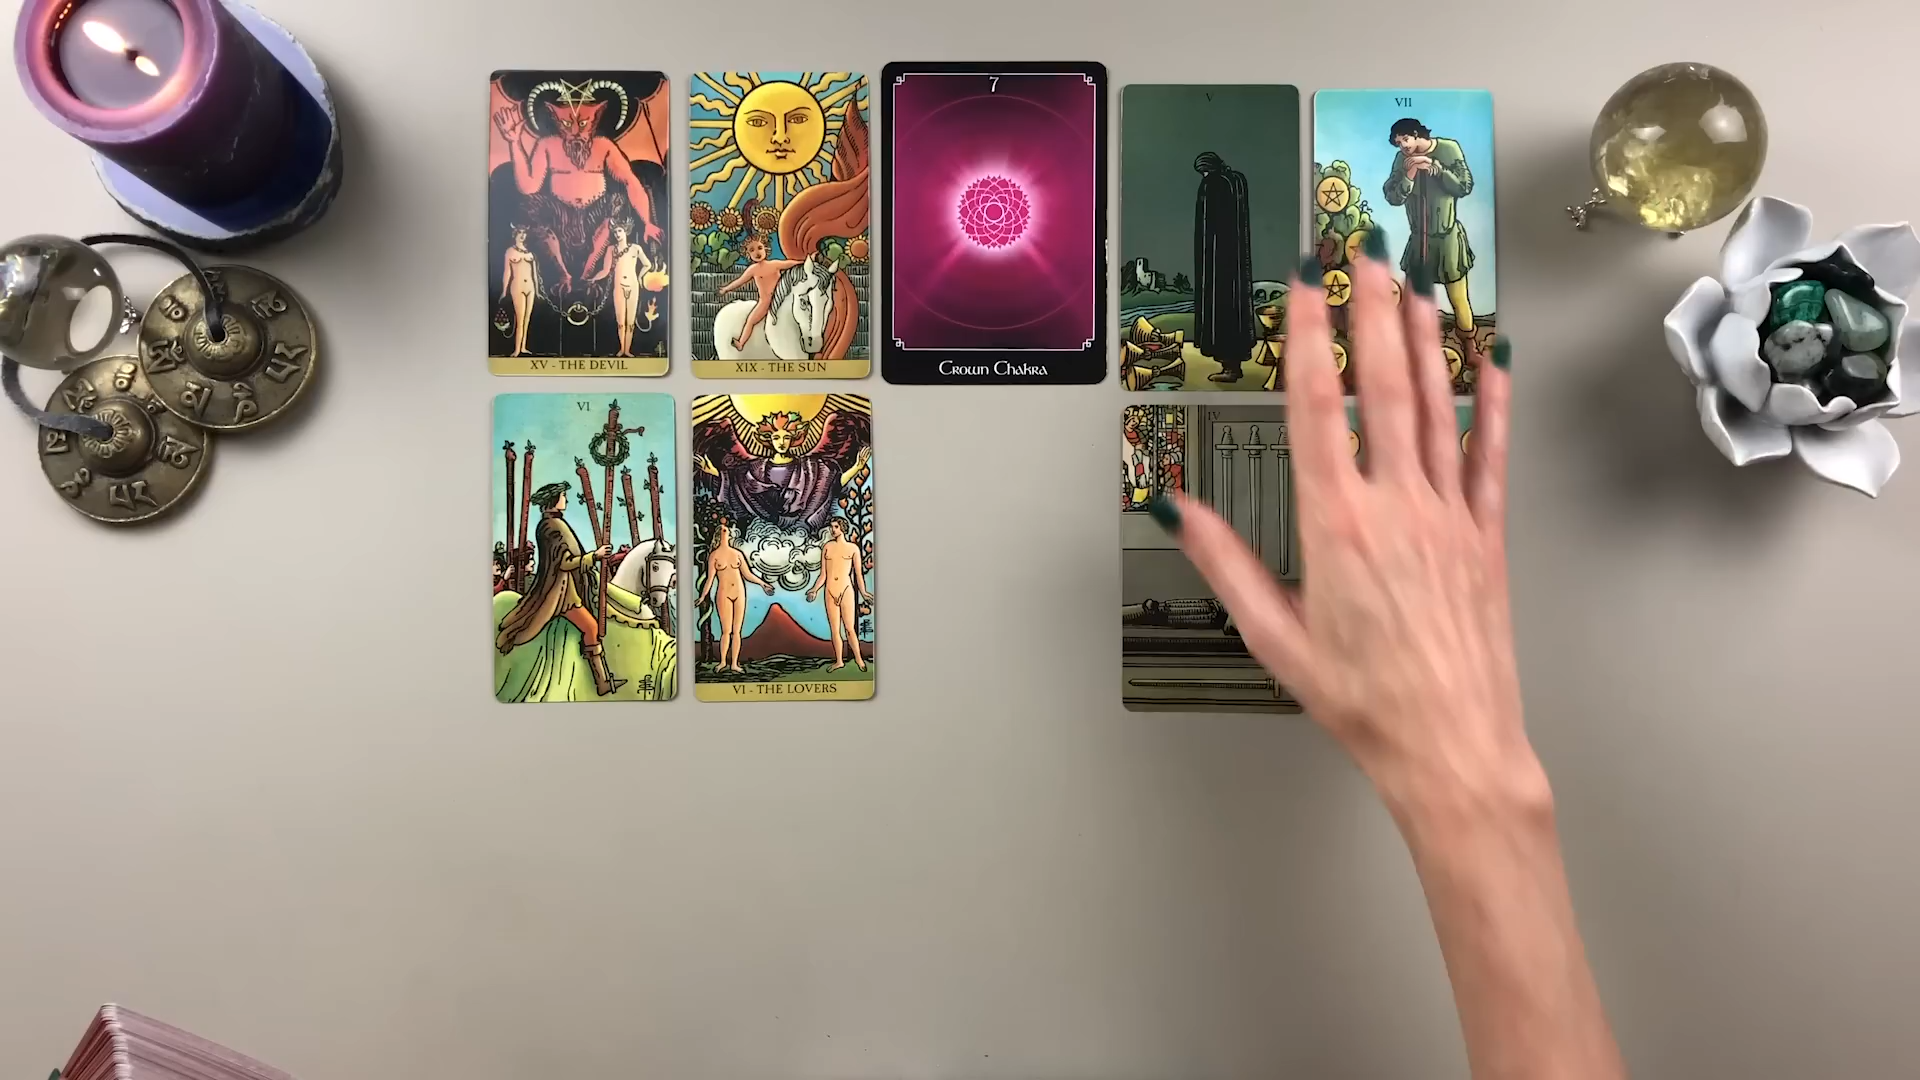 XV - THE DEVIL
XIX - THE SUN
7
Crown Chakra
V
VII
VI
VI - THE LOVERS
IV